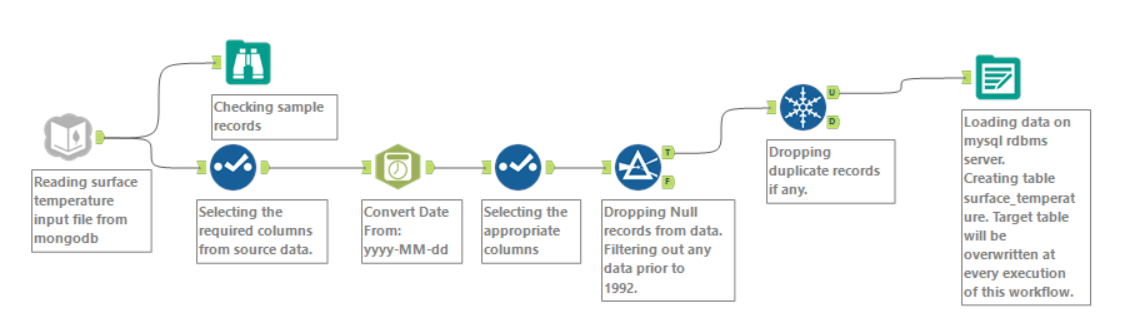 Checking sample
records
Reading surface
temperature
input file from
mongodb
Selecting the
required columns
from source data.
Convert Date
From:
yyyy-MM-dd
Selecting the
appropriate
columns
T
F
Dropping Null
records from data.
Filtering out any
data prior to
1992.
U
D
Dropping
duplicate records
if any.
Loading data on
mysql rdbms
server.
Creating table
surface_temperat
ure. Target table
will be
overwritten at
every execution
of this workflow.